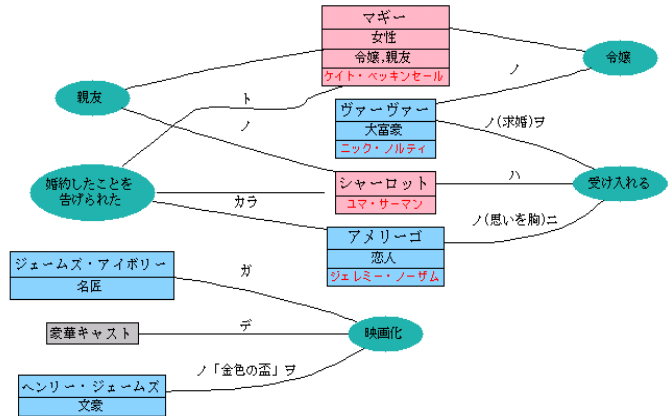 マギー
女性
令嬢,親友
ケイト・ベッキンセール
令嬢
ノ
親友
ト
ヴァーヴァー
大富豪
ニック・ノルティ
ノ(求婚)ヲ
ノ
婚約したことを
告げられた
シャーロット
ユマ・サーマン
ハ
受け入れる
カラ
アメリーゴ
恋人
ジェレミー・ノーザム
ノ(思いを胸)ニ
ジェームズ・アイボリー
名匠
ガ
豪華キャスト
デ
映画化
ヘンリー・ジェームズ
文豪
ノ「金色の盃」ヲ